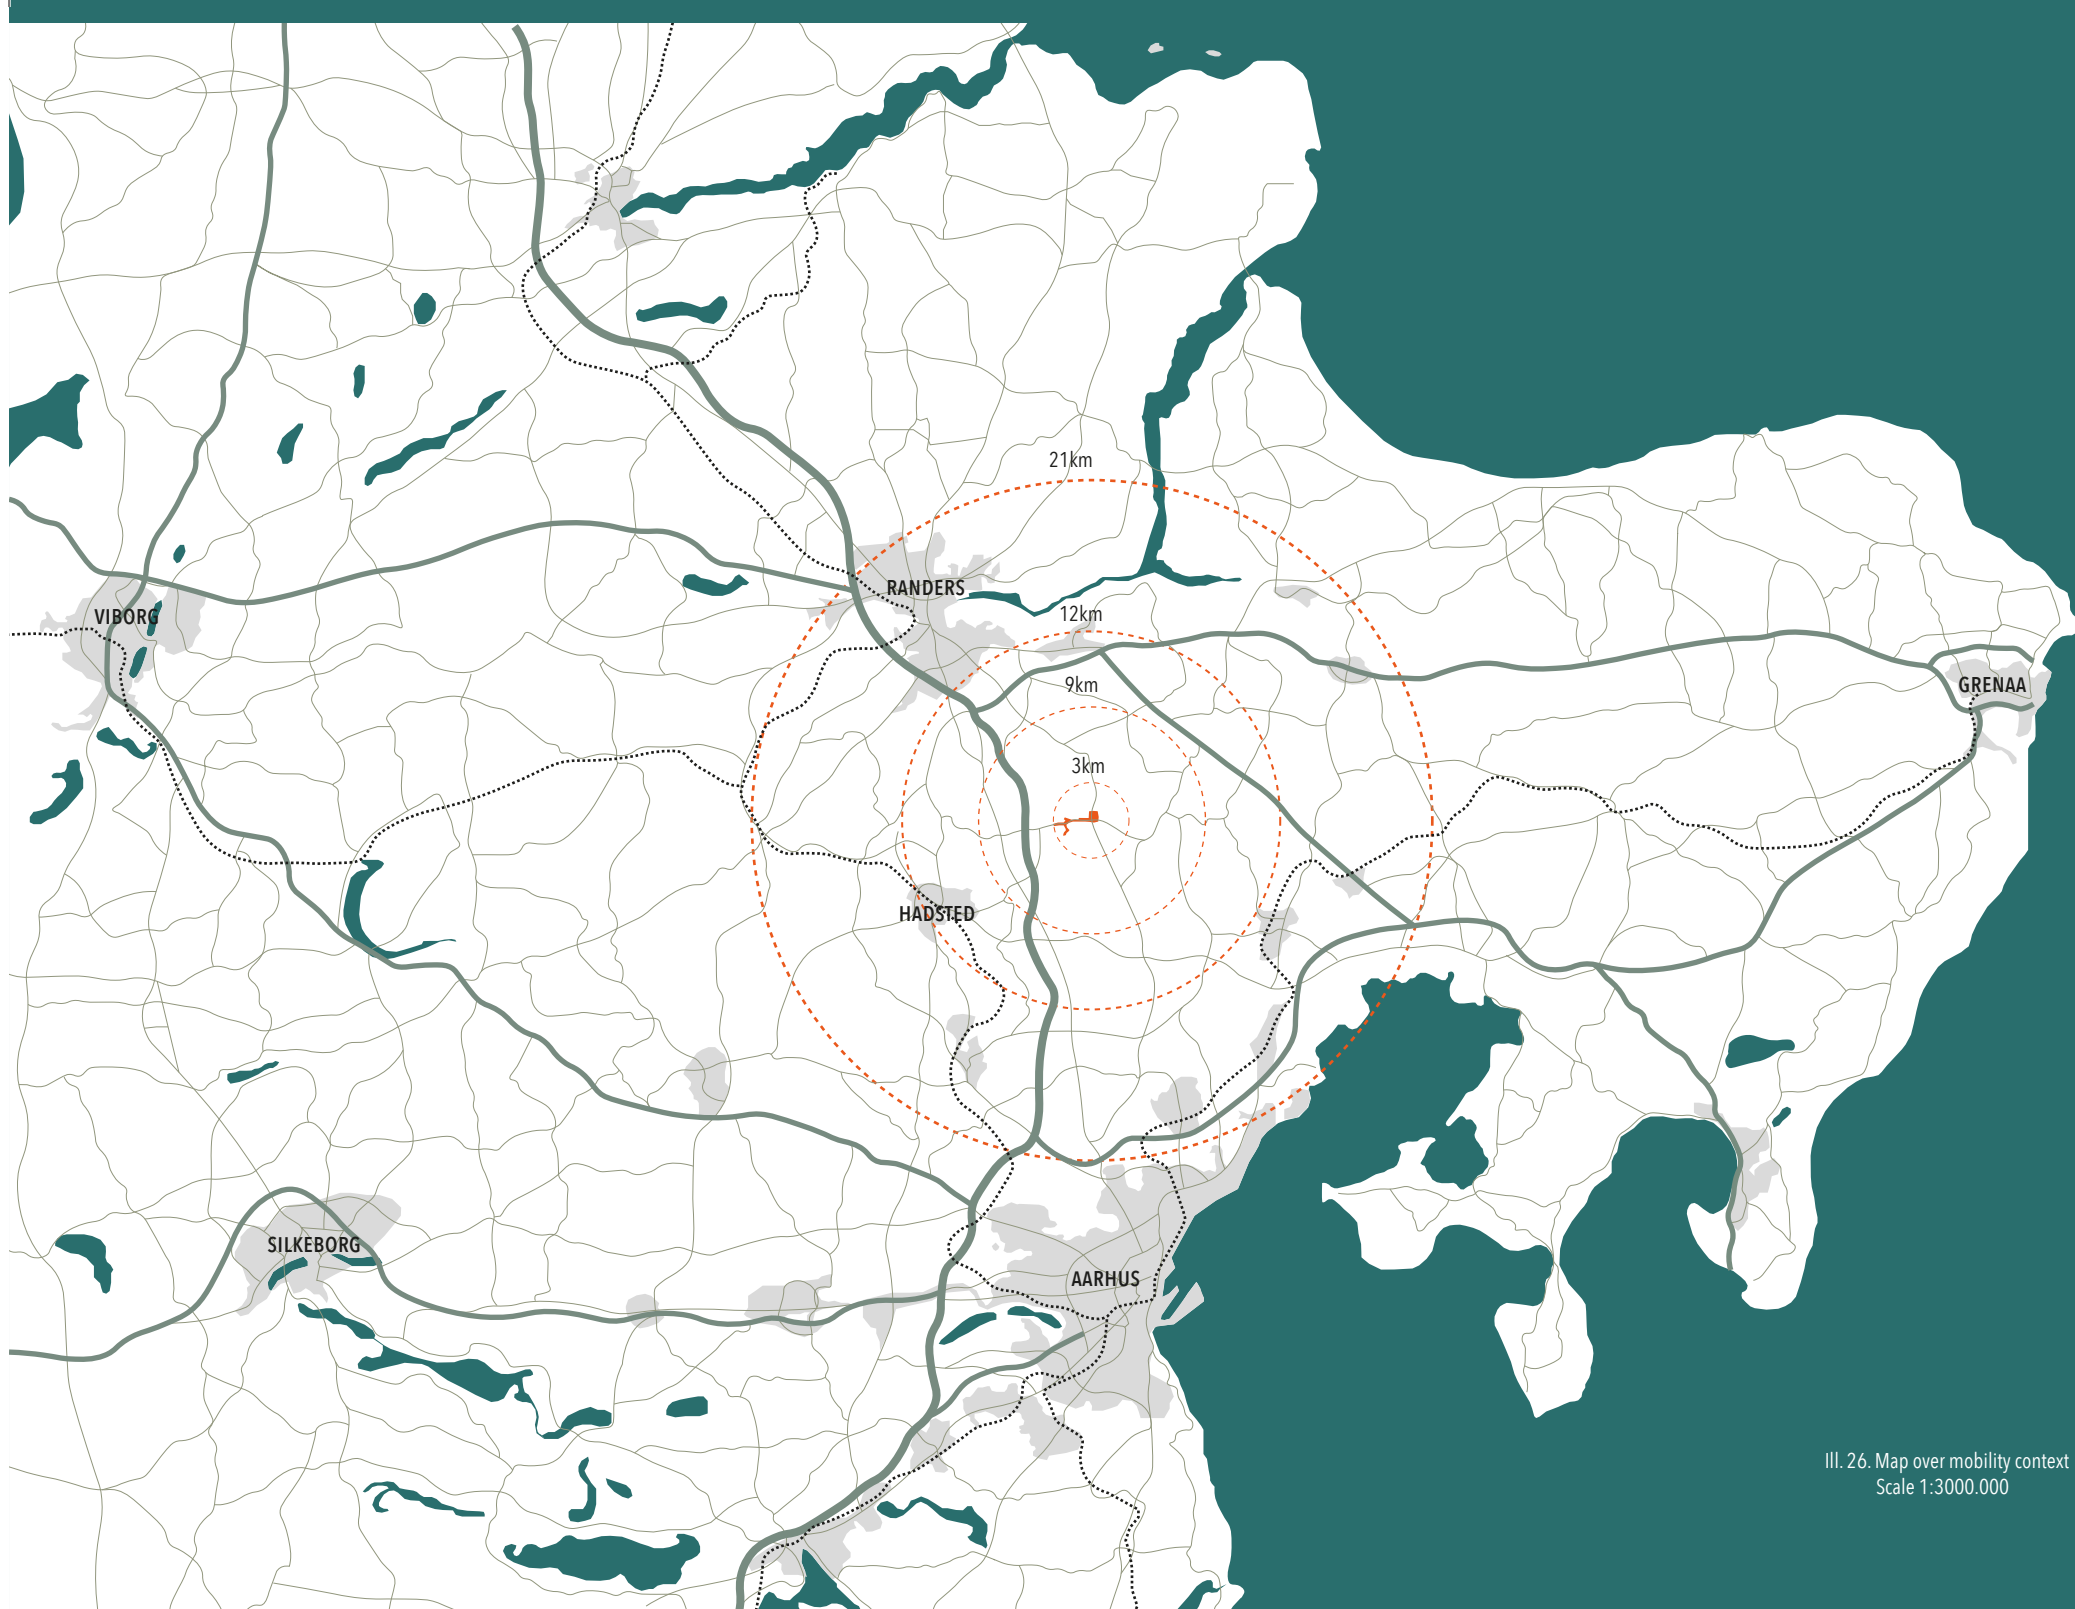 21km
RANDERS
12km
VIBORG
9km
GRENAA
3km
HADSTED
SILKEBORG
AARHUS
Ill. 26. Map over mobility context
Scale 1:3000.000